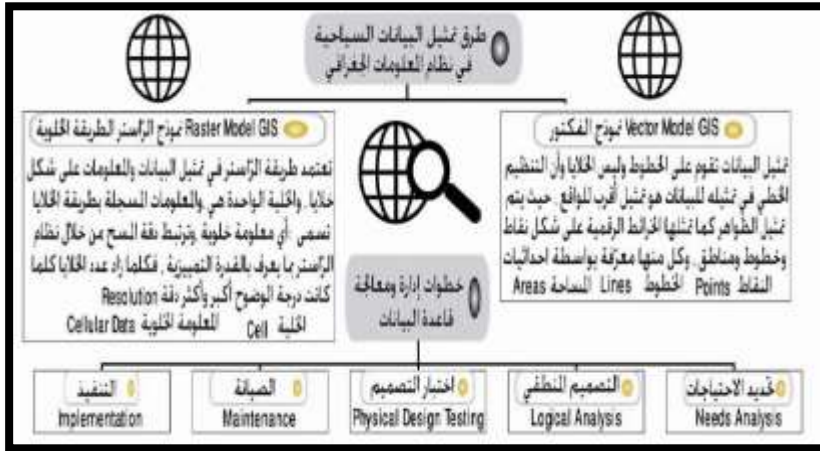 طرق تمثيل البيانات السياحية
في نظام المعلومات الجغرافي
Vector Model GIS نموذج الفكتور
تمثيل البيانات تقوم على الخطوط وليس الخلايا وأن التنظيم
الخطي في تمثيله للبيانات هو تمثيل أقرب للواقع . حيث يتم
تمثيل الظواهر كما تمثلها الخرائط الرقمية على شكل نقاط
وخطوط ومناطق . وكل منها معرّفة بواسطة احداثيات
النقاط Points الخطوط Lines المساحة Areas
Raster Model GIS نموذج الراستر الطريقة الخلوية
تعتمد طريقة الراستر في تمثيل البيانات والمعلومات على شكل
خلايا . والخلية الواحدة هي والمعلومات المسجلة بطريقة الخلايا
تسمى . أي معلومة خلوية .وترتبط دقة المسح من خلال نظام
الراستر بما يعرف بالقدرة التمييزية . فكلما زاد عدد الخلايا كلما
كانت درجة الوضوح أكبر وأكثر دقة Resolution
الخلية Cell المعلومة الخلوية Cellular Data
خطوات إدارة ومعالجة
قاعدة البيانات
تحديد الاحتياجات
Needs Analysis
التصميم المنطقي
Logical Analysis
اختبار التصميم
Physical Design Testing
الصيانة
Maintenance
التنفيذ
Implementation